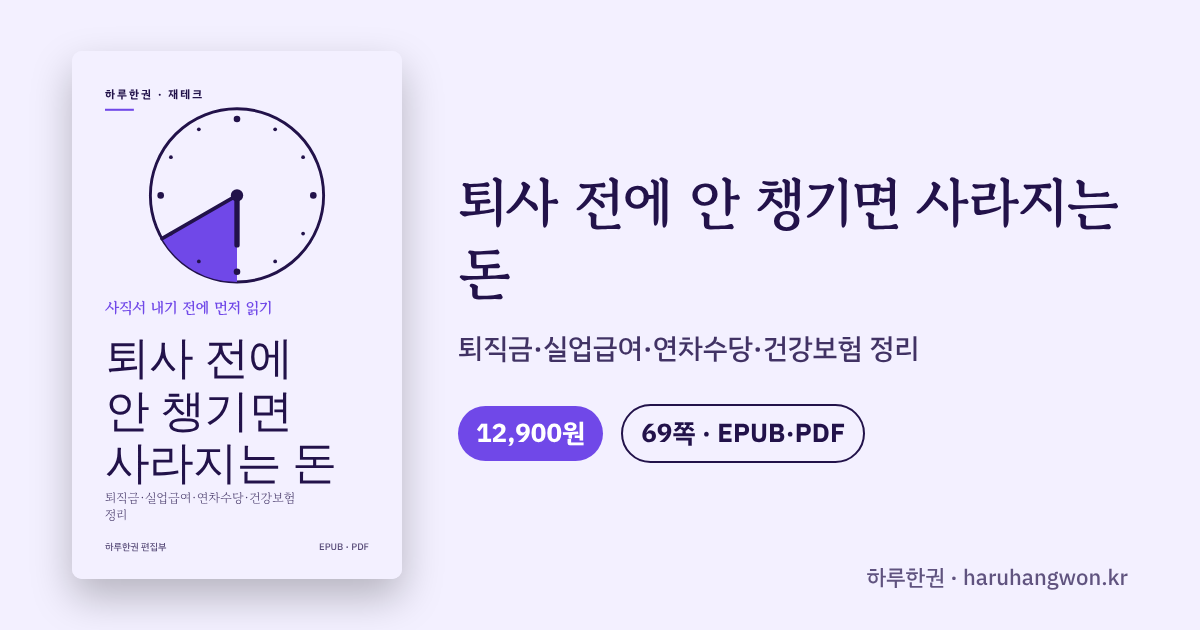 하루한권 · 재테크
사직서 내기 전에 먼저 읽기
퇴사 전에
안 챙기면
사라지는 돈
퇴직금·실업급여·연차수당·건강보험
정리
하루한권 편집부
EPUB · PDF
퇴사 전에 안 챙기면 사라지는
돈
퇴직금·실업급여·연차수당·건강보험 정리
12,900원
69쪽 · EPUB·PDF
하루한권 · haruhangwon.kr